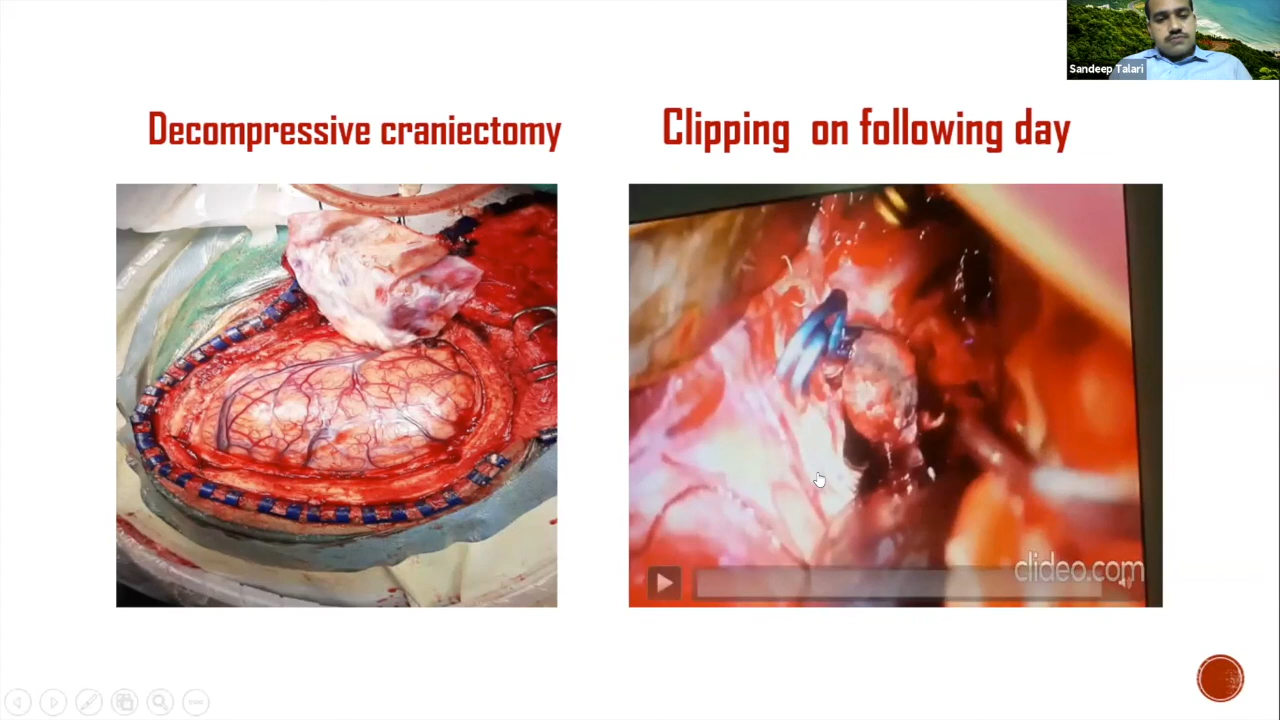 Sandeep Talari
Decompressive craniectomy
Clipping on following day
clideo.com